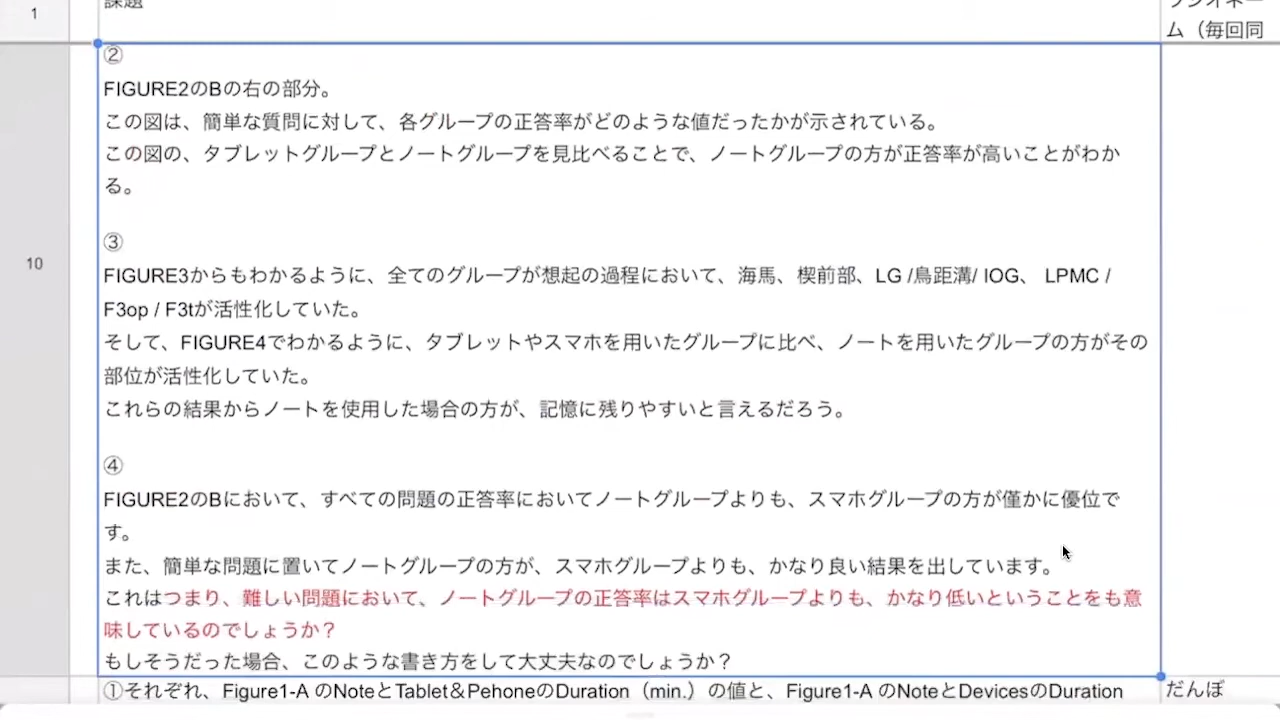 1
課題
ム（毎回同
②
FIGURE2のBの右の部分。
この図は、簡単な質問に対して、各グループの正答率がどのような値だったかが示されている。
この図の、タブレットグループとノートグループを見比べることで、ノートグループの方が正答率が高いことがわか
る。
③
10
FIGURE3からもわかるように、全てのグループが想起の過程において、海馬、楔前部、LG /鳥距溝/ IOG、 LPMC /
F3op / F3tが活性化していた。
そして、FIGURE4でわかるように、タブレットやスマホを用いたグループに比べ、ノートを用いたグループの方がその
部位が活性化していた。
これらの結果からノートを使用した場合の方が、記憶に残りやすいと言えるだろう。
④
FIGURE2のBにおいて、すべての問題の正答率においてノートグループよりも、スマホグループの方が僅かに優位で
す。
また、簡単な問題に置いてノートグループの方が、スマホグループよりも、かなり良い結果を出しています。
これはつまり、難しい問題において、ノートグループの正答率はスマホグループよりも、かなり低いということをも意
味しているのでしょうか？
もしそうだった場合、このような書き方をして大丈夫なのでしょうか？
①それぞれ、Figure1-A のNoteとTablet＆PehoneのDuration（min.）の値と、Figure1-A のNoteとDevicesのDuration
だんぼ